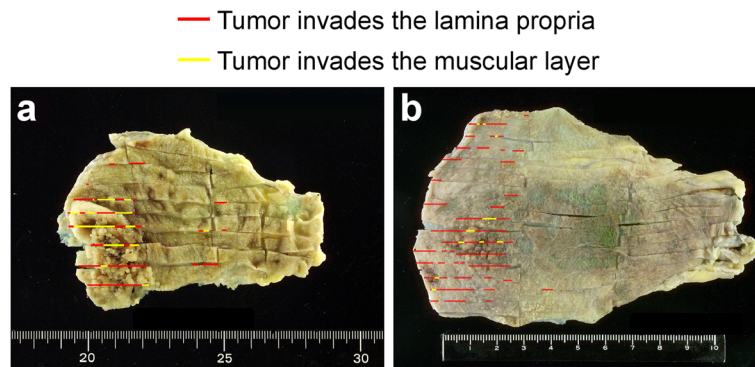 Tumor invades the lamina propria
Tumor invades the muscular layer
a
b
20 25 30
1 2 3 4 5 6 7 8 9 10